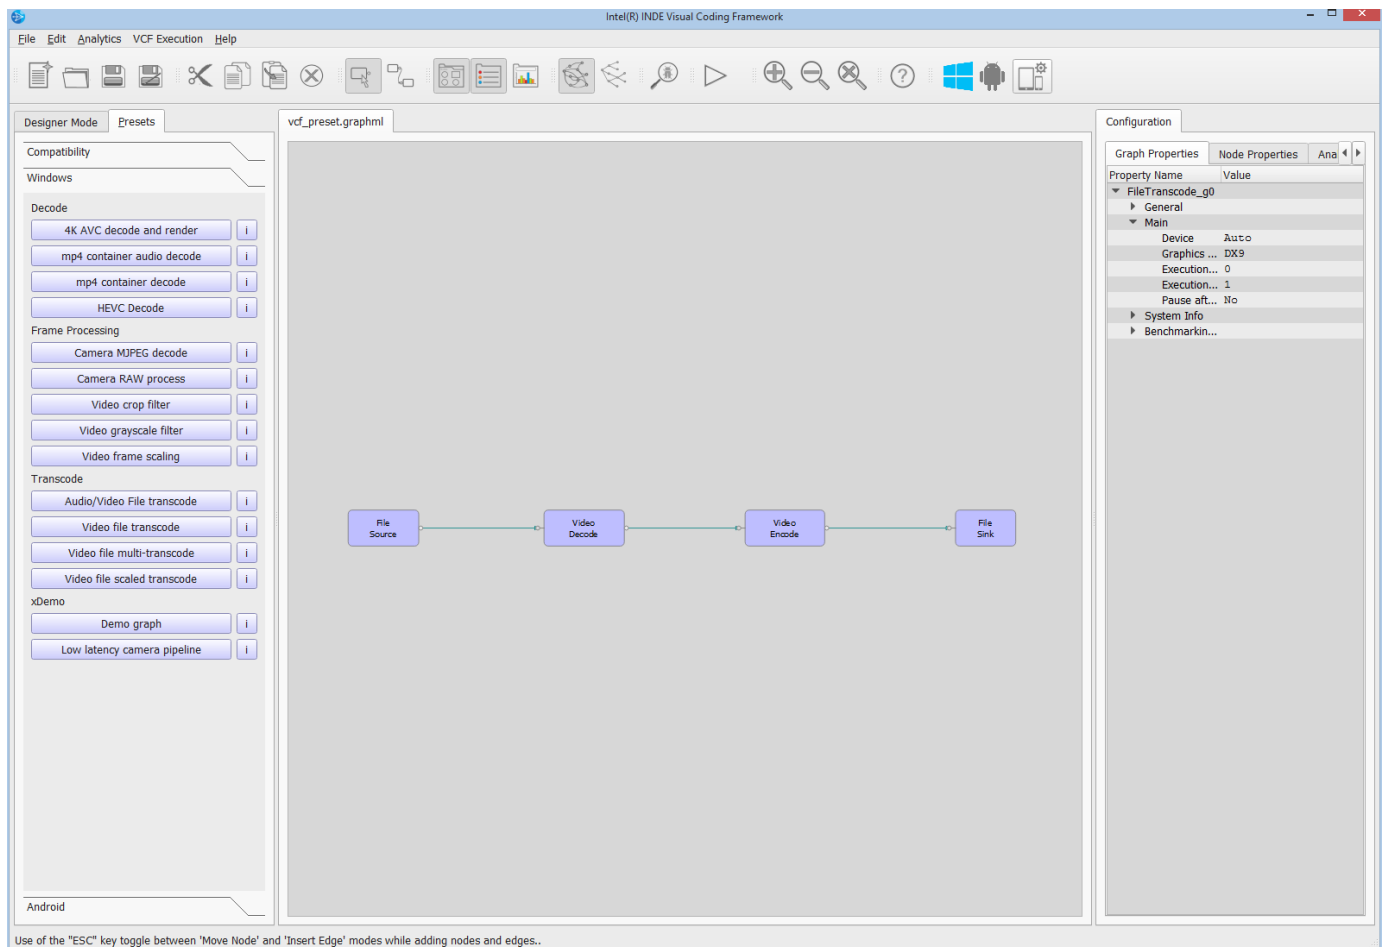 Intel(R) INDE Visual Coding Framework
File Edit Analytics VCF Execution Help
Designer Mode Presets
Compatibility
Windows
Decode
4K AVC decode and render i
mp4 container audio decode i
mp4 container decode i
HEVC Decode i
Frame Processing
Camera MJPEG decode i
Camera RAW process i
Video crop filter i
Video grayscale filter i
Video frame scaling i
Transcode
Audio/Video File transcode i
Video file transcode i
Video file multi-transcode i
Video file scaled transcode i
xDemo
Demo graph i
Low latency camera pipeline i
Android
vcf_preset.graphml
File
Source
Video
Decode
Video
Encode
File
Sink
Configuration
Graph Properties Node Properties Ana
Property Name Value
FileTranscode_g0
General
Main
Device Auto
Graphics ... DX9
Execution... 0
Execution... 1
Pause aft... No
System Info
Benchmarkin...
Use of the "ESC" key toggle between 'Move Node' and 'Insert Edge' modes while adding nodes and edges..